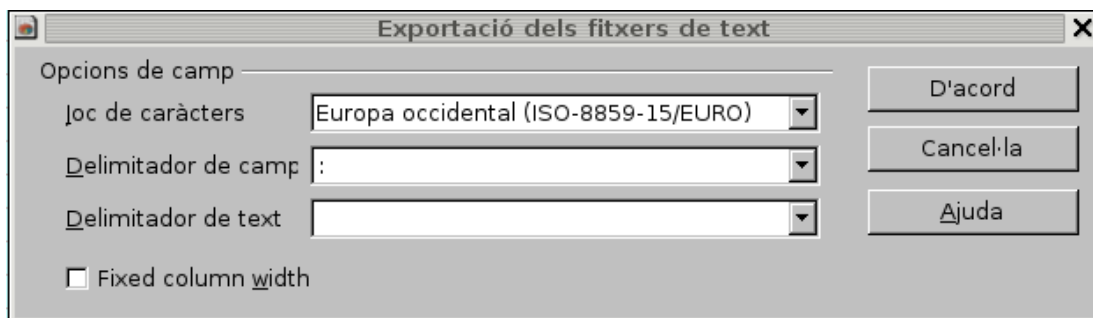 Exportació dels fitxers de text
Opcions de camp
Joc de caràcters
Europa occidental (ISO-8859-15/EURO)
Delimitador de camp
:
Delimitador de text
Fixed column width
D'acord
Cancel·la
Ajuda